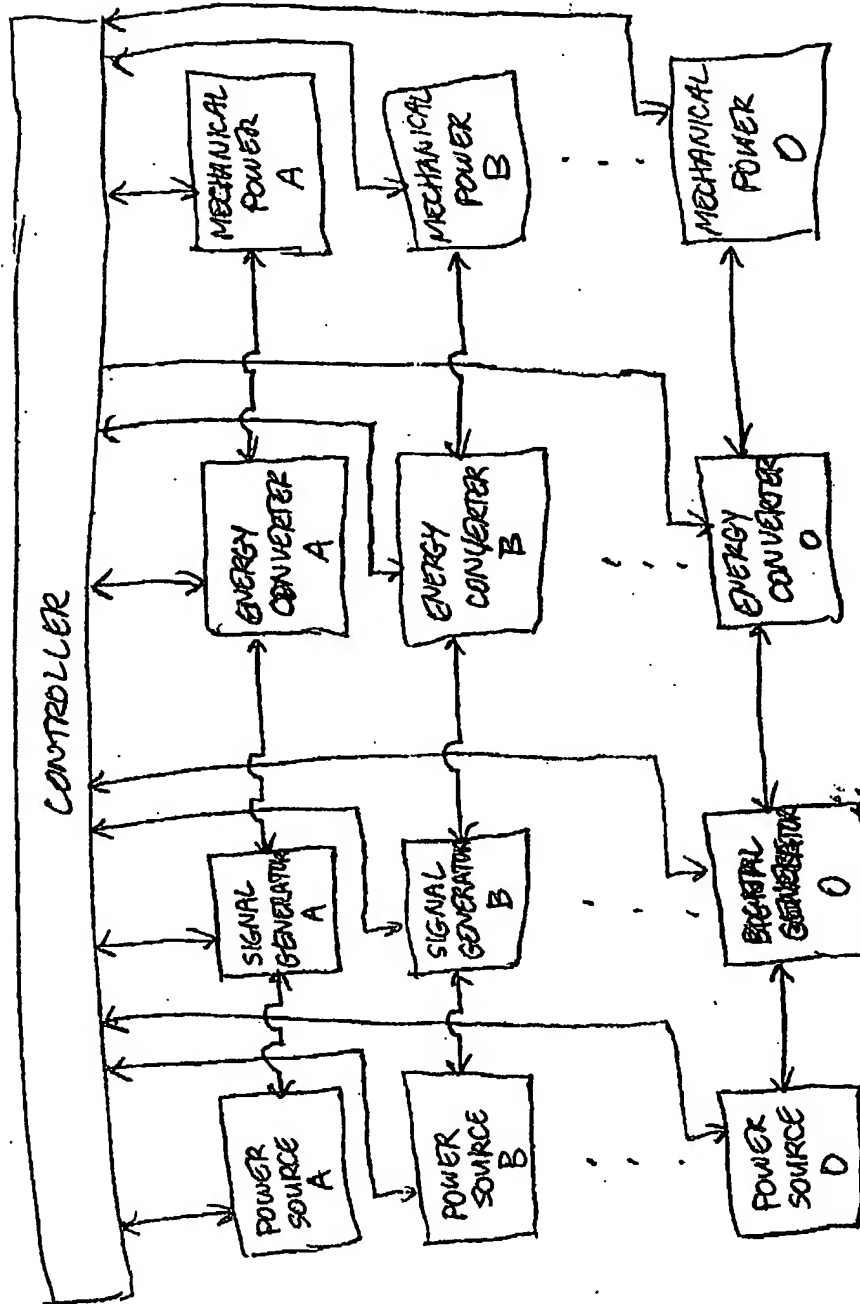 CONTROLLER
POWER
SOURCE
A
SIGNAL
GENERATOR
A
ENERGY
CONVERTER
A
MECHANICAL
POWER
A
POWER
SOURCE
B
SIGNAL
GENERATOR
B
ENERGY
CONVERTER
B
MECHANICAL
POWER
B
POWER
SOURCE
O
GENERATOR
O
ENERGY
CONVERTER
O
MECHANICAL
POWER
O